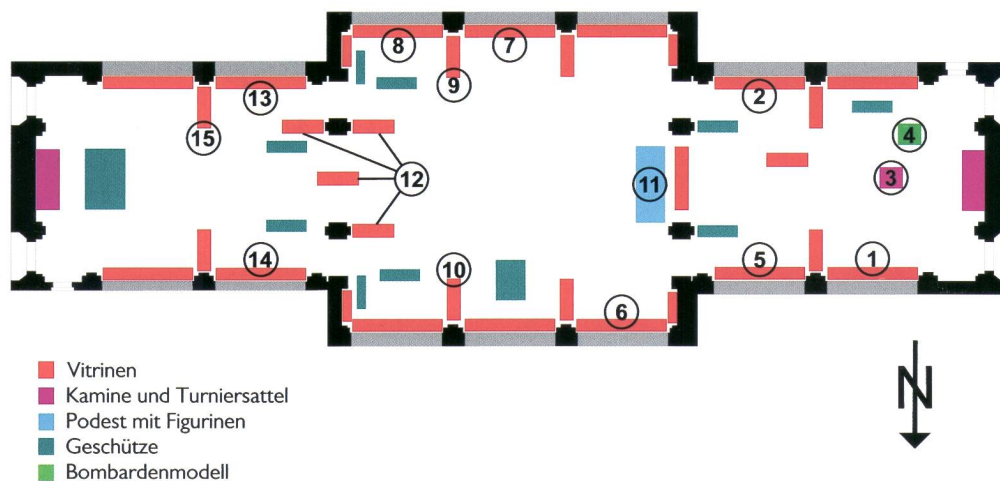 8
7
9
13
15
2
4
3
12
11
14
10
5
1
6
Vitrinen
Kamine und Turniersattel
Podest mit Figurinen
Geschütze
Bombardenmodell
N